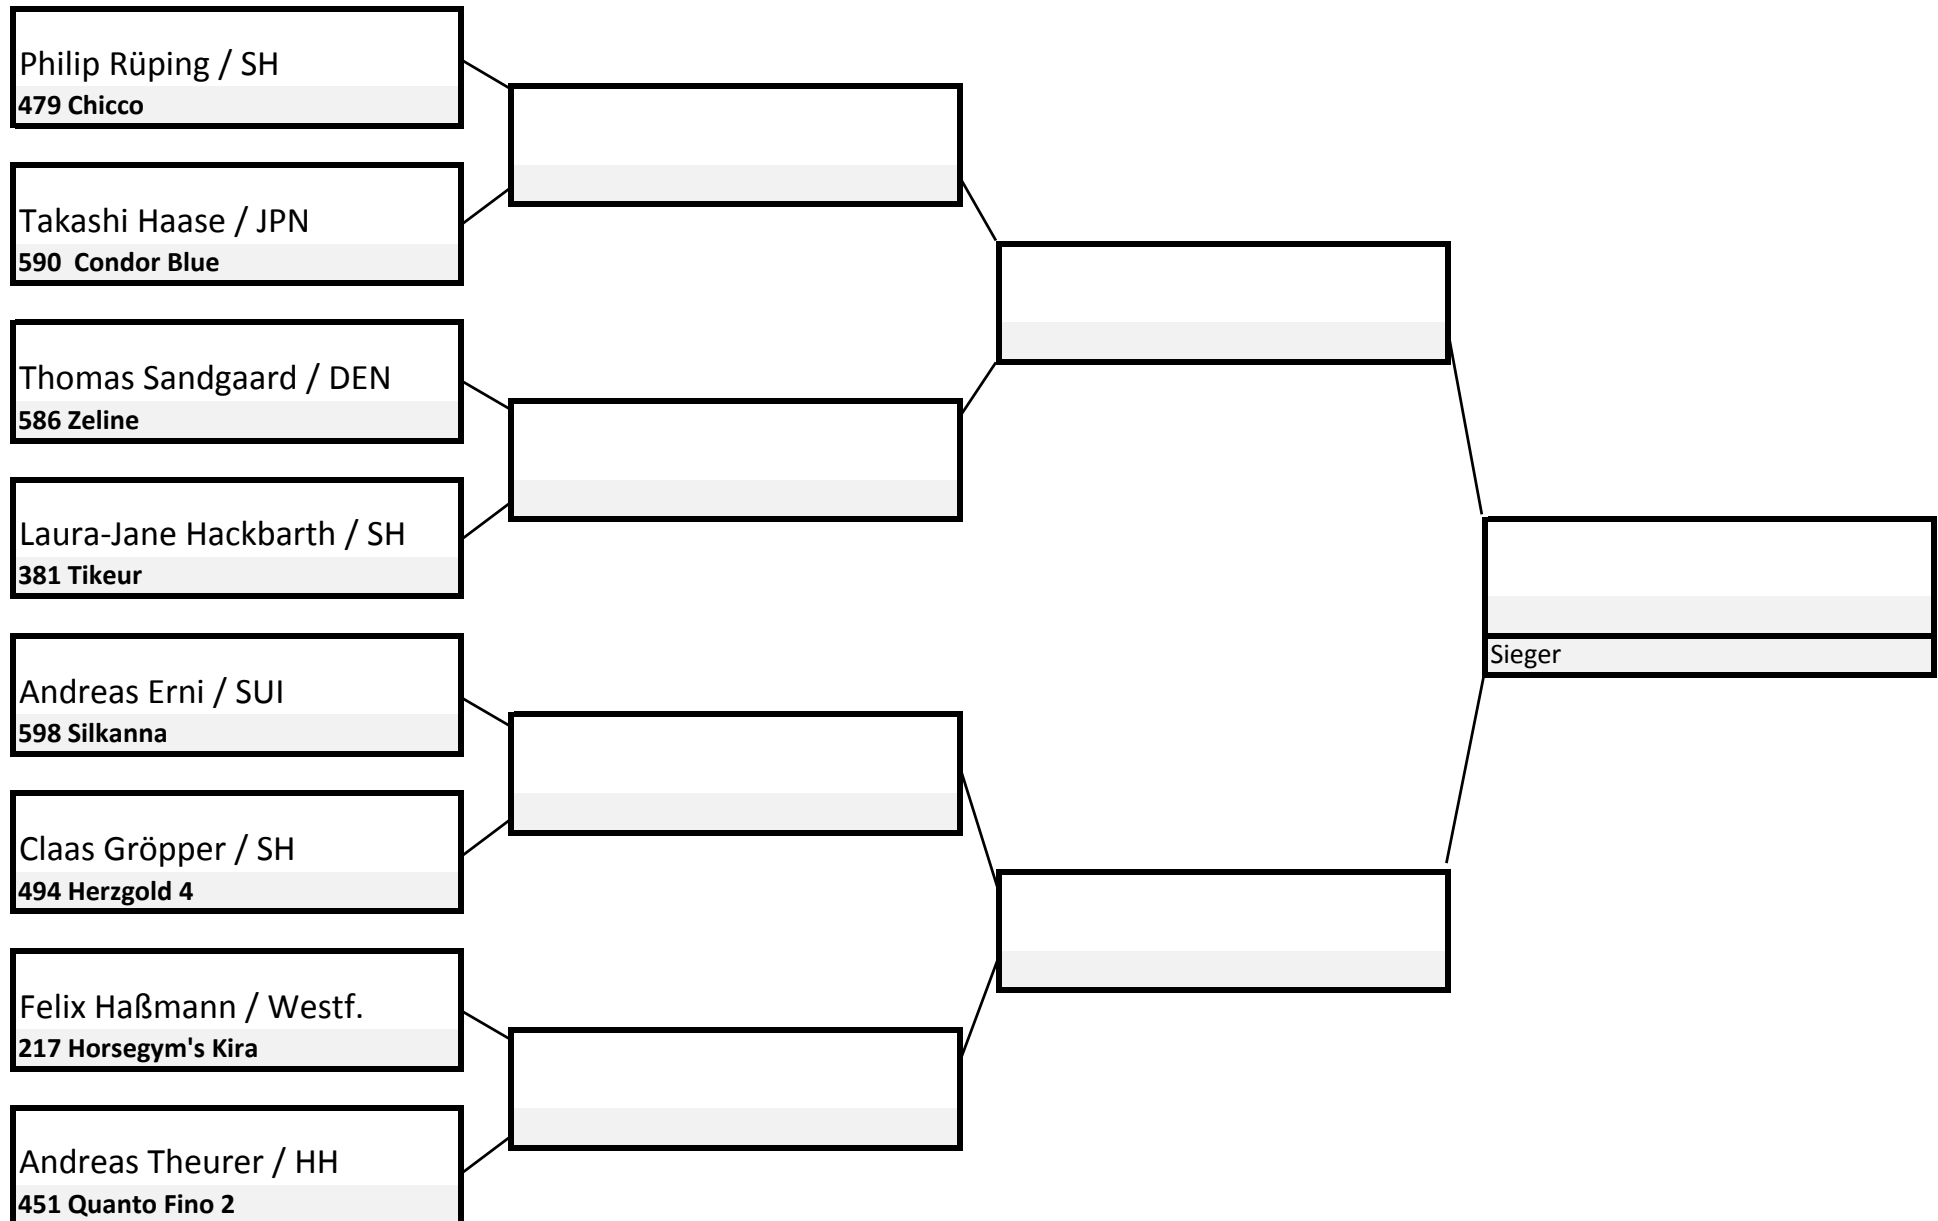 Philip Rüping / SH
479 Chicco
Takashi Haase / JPN
590  Condor Blue
Thomas Sandgaard / DEN
586 Zeline
Laura-Jane Hackbarth / SH
381 Tikeur
Andreas Erni / SUI
598 Silkanna
Claas Gröpper / SH
494 Herzgold 4
Felix Haßmann / Westf.
217 Horsegym's Kira
Andreas Theurer / HH
451 Quanto Fino 2
Sieger